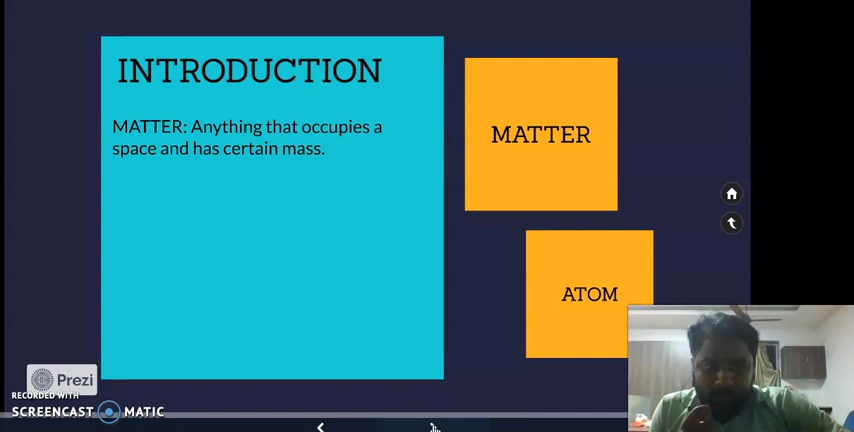 INTRODUCTION
MATTER: Anything that occupies a
space and has certain mass.
MATTER
ATOM
Prezi
RECORDED WITH
SCREENCAST MATIC